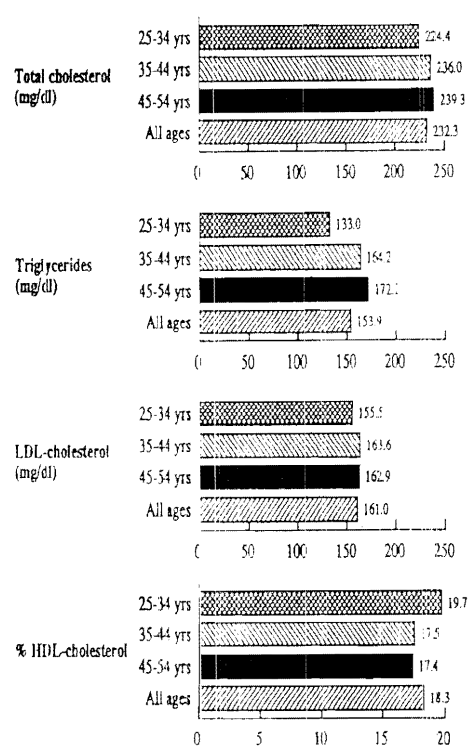 25-34 yrs 224.4
35-44 yrs 236.0
Total cholesterol
(mg/dl)
45-54 yrs 239.3
All ages 232.3
0 50 100 150 200 250
25-34 yrs 133.0
35-44 yrs 164.2
Triglycerides
(mg/dl)
45-54 yrs
All ages 153.9
0 50 100 150 200 250
25-34 yrs 155.5
35-44 yrs 163.6
LDL-cholesterol
(mg/dl)
45-54 yrs 162.9
All ages 161.0
0 50 100 150 200 250
25-34 yrs 19.7
35-44 yrs 17.5
% HDL-cholesterol
45-54 yrs 17.4
All ages 18.3
0 5 10 15 20